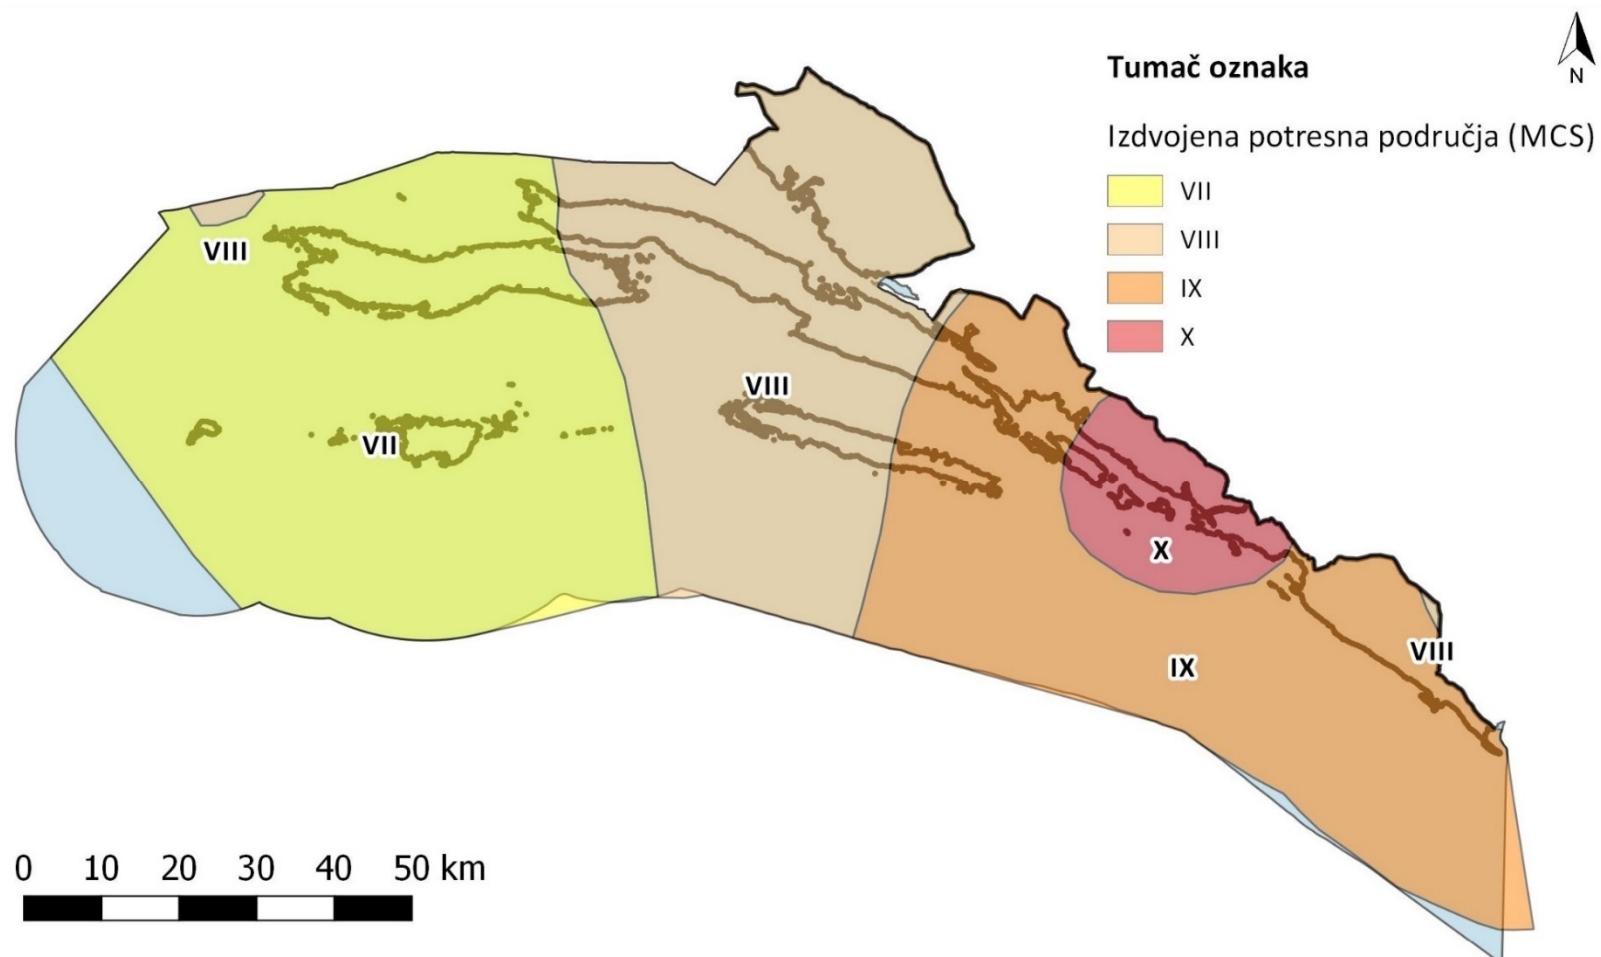 N
Tumač oznaka
Izdvojena potresna područja (MCS)
VII
VIII
IX
X
VIII
VIII
VII
X
VIII
IX
0 10 20 30 40 50 km